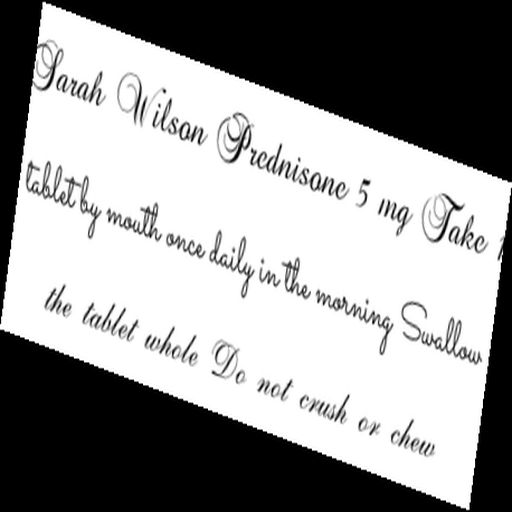 Sarah Wilson Prednisone 5 mg Take
tablet by mouth once daily in the morning Swallow
the tablet whole Do not crush or chew